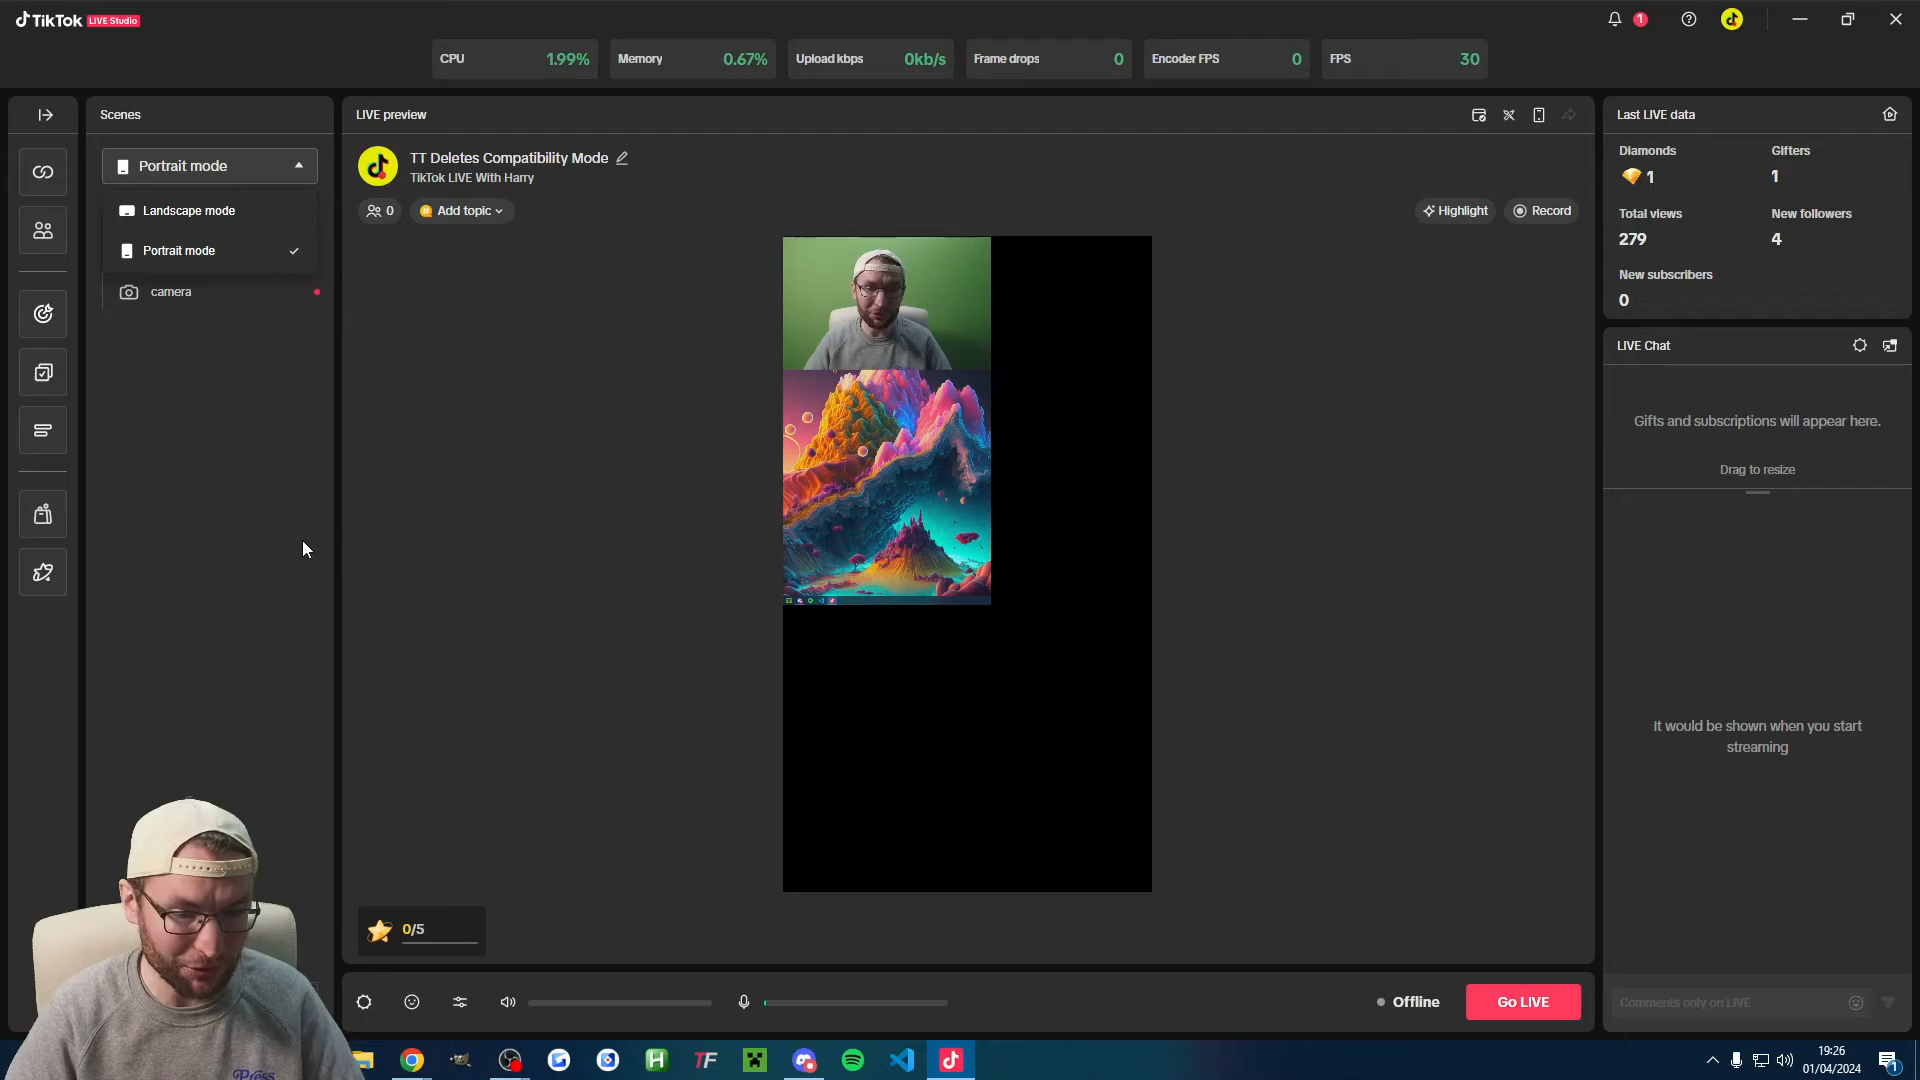 TikTok LIVE Studio
1
CPU 1.99%
Memory 0.67%
Upload kbps 0kb/s
Frame drops 0
Encoder FPS 0
FPS 30
Scenes
Portrait mode
Landscape mode
Portrait mode
camera
LIVE preview
TT Deletes Compatibility Mode
TikTok LIVE With Harry
0
Add topic
Highlight
Record
0/5
Offline
Go LIVE
Last LIVE data
Diamonds
Gifters
1
1
Total views
New followers
279
4
New subscribers
0
LIVE Chat
Gifts and subscriptions will appear here.
Drag to resize
It would be shown when you start
streaming
Comments only on LIVE
Press
H
TF
19:26
01/04/2024
1